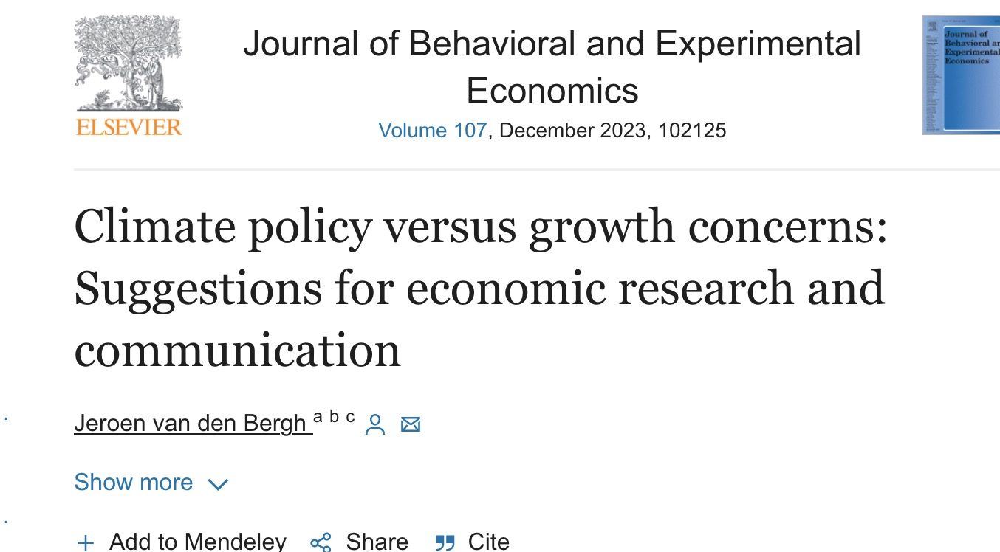 ELSEVIER
Journal of Behavioral and Experimental
Economics
Volume 107, December 2023, 102125
Journal of
Behavioral an
Experimental
Economics
Climate policy versus growth concerns:
Suggestions for economic research and
communication
Jeroen van den Bergh a b c
Show more
Add to Mendeley Share Cite